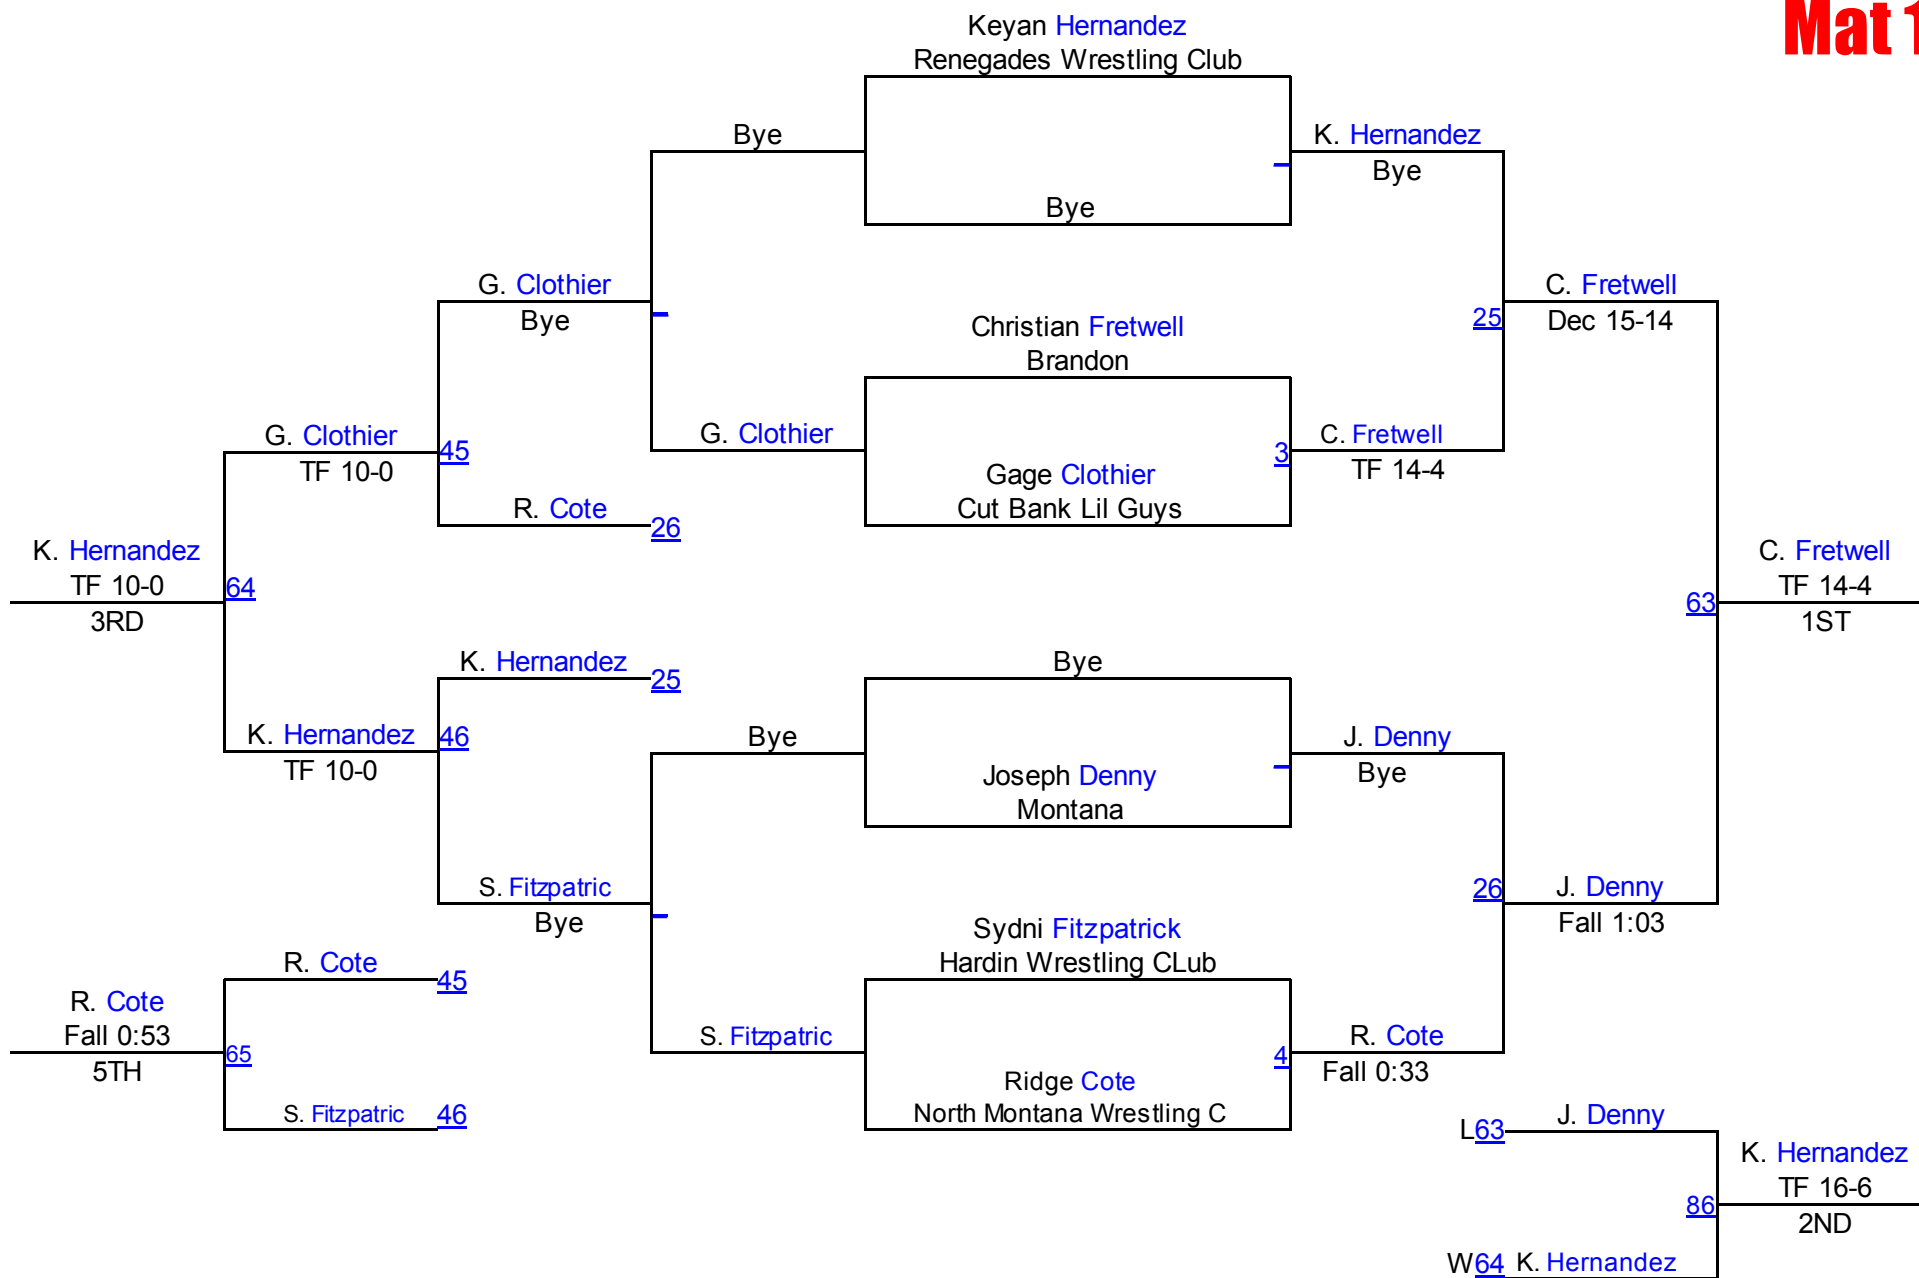 Mat 1
Keyan Hernandez
Renegades Wrestling Club
Bye
K. Hernandez
Bye
Bye
G. Clothier
Bye
C. Fretwell
Dec 15-14
25
Christian Fretwell
Brandon
G. Clothier
TF 10-0
45
G. Clothier
C. Fretwell
TF 14-4
3
Gage Clothier
Cut Bank Lil Guys
R. Cote
26
K. Hernandez
TF 10-0
3RD
64
C. Fretwell
TF 14-4
1ST
63
K. Hernandez
25
Bye
K. Hernandez
TF 10-0
46
Bye
J. Denny
Bye
Joseph Denny
Montana
S. Fitzpatric
Bye
26
J. Denny
Fall 1:03
Sydni Fitzpatrick
Hardin Wrestling CLub
R. Cote
45
R. Cote
Fall 0:53
5TH
65
S. Fitzpatric
4
R. Cote
Fall 0:33
Ridge Cote
North Montana Wrestling C
S. Fitzpatric
46
L63
J. Denny
K. Hernandez
TF 16-6
2ND
86
W64 K. Hernandez